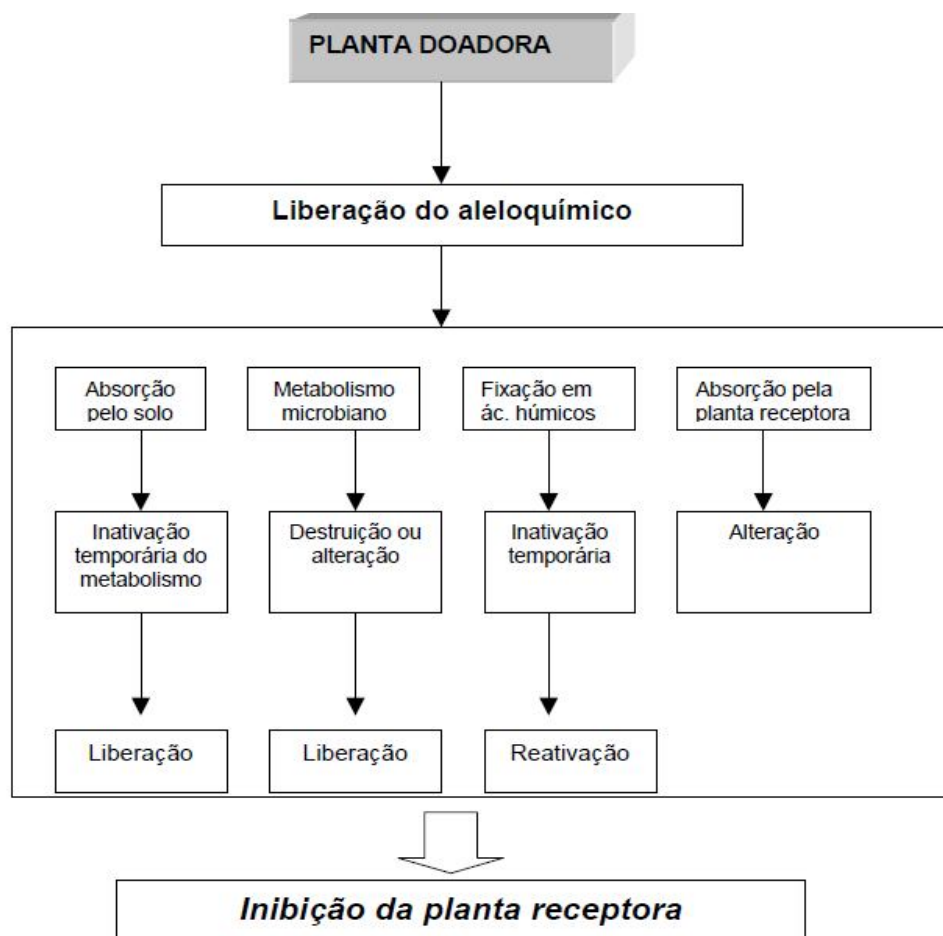 PLANTA DOADORA
Liberação do aleloquímico
Absorção
pelo solo
Metabolismo
microbiano
Fixação em
ác. húmicos
Absorção pela
planta receptora
Inativação
temporária do
metabolismo
Destruição ou
alteração
Inativação
temporária
Alteração
Liberação
Liberação
Reativação
Inibição da planta receptora